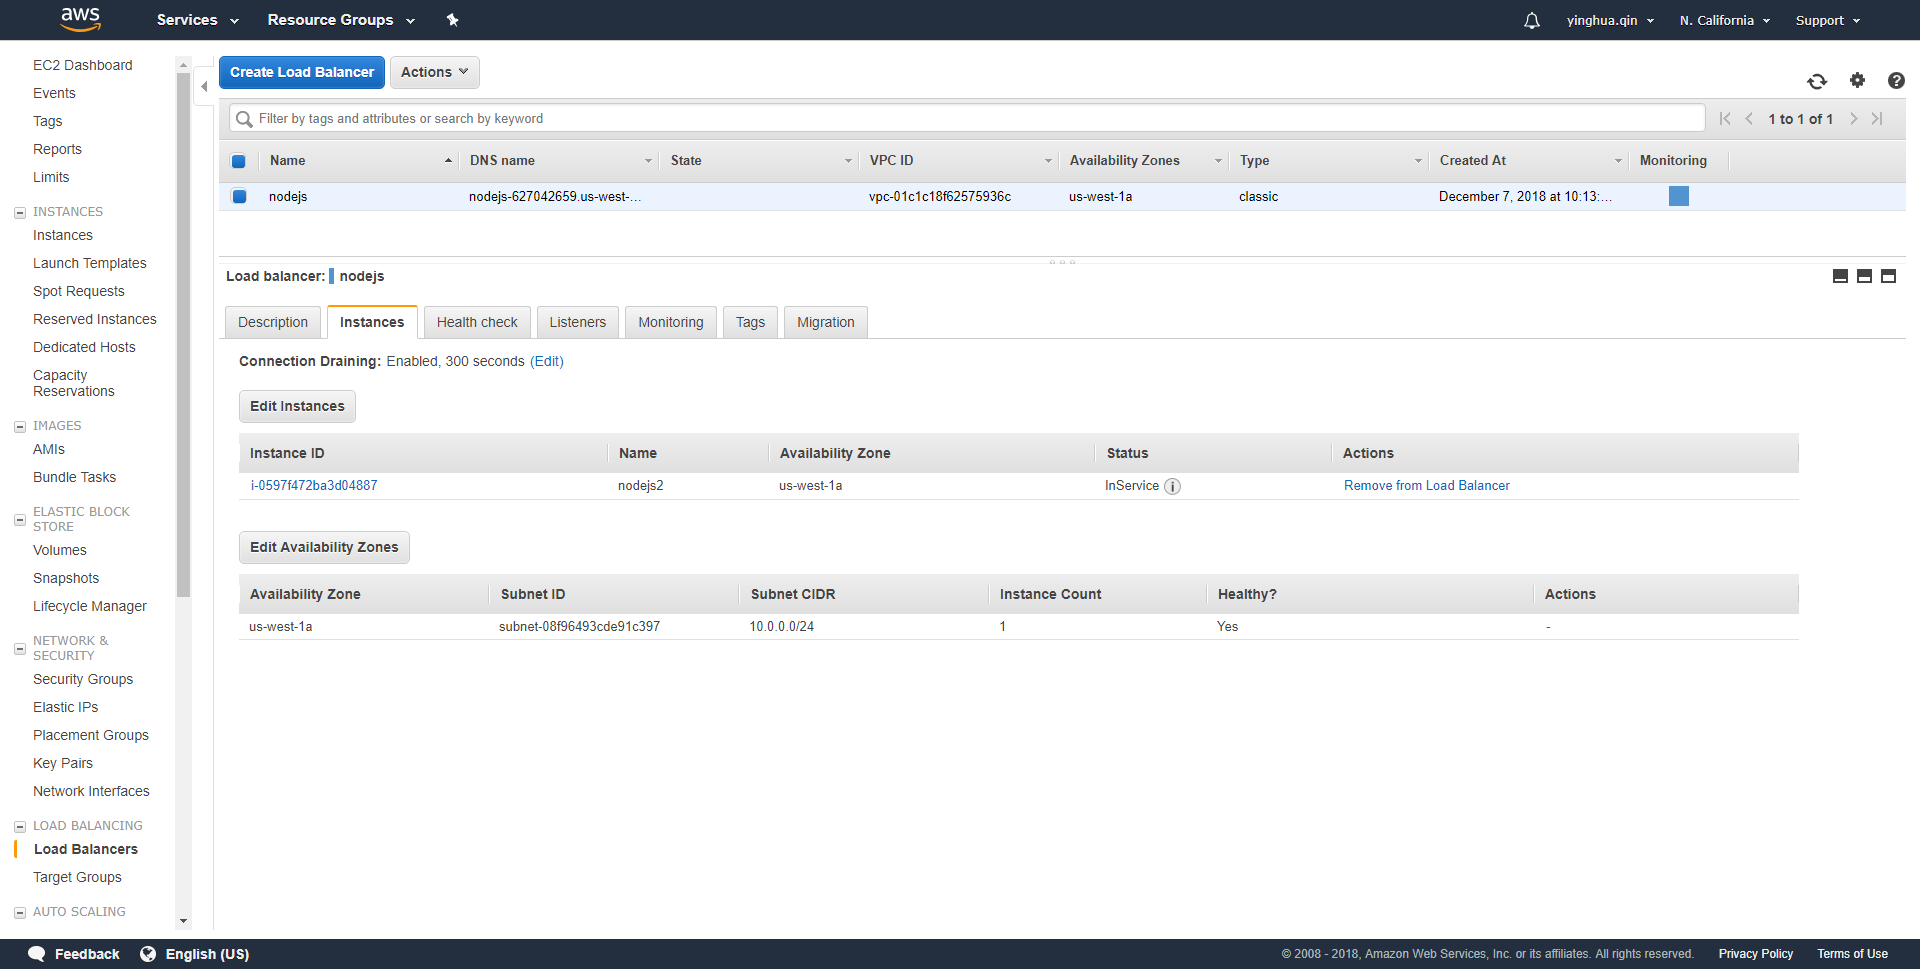 aws
Services
Resource Groups
yinghua.qin
N. California
Support
EC2 Dashboard
Events
Tags
Reports
Limits
INSTANCES
Instances
Launch Templates
Spot Requests
Reserved Instances
Dedicated Hosts
Capacity
Reservations
IMAGES
AMIs
Bundle Tasks
ELASTIC BLOCK
STORE
Volumes
Snapshots
Lifecycle Manager
NETWORK &
SECURITY
Security Groups
Elastic IPs
Placement Groups
Key Pairs
Network Interfaces
LOAD BALANCING
Load Balancers
Target Groups
AUTO SCALING
Create Load Balancer
Actions
Filter by tags and attributes or search by keyword
1 to 1 of 1
Name DNS name State VPC ID Availability Zones Type Created At Monitoring
nodejs nodejs-627042659.us-west-... vpc-01c1c18f62575936c us-west-1a classic December 7, 2018 at 10:13:...
Load balancer: nodejs
Description Instances Health check Listeners Monitoring Tags Migration
Connection Draining: Enabled, 300 seconds (Edit)
Edit Instances
Instance ID Name Availability Zone Status Actions
i-0597f472ba3d04887 nodejs2 us-west-1a InService i Remove from Load Balancer
Edit Availability Zones
Availability Zone Subnet ID Subnet CIDR Instance Count Healthy? Actions
us-west-1a subnet-08f96493cde91c397 10.0.0.0/24 1 Yes -
Feedback
English (US)
© 2008 - 2018, Amazon Web Services, Inc. or its affiliates. All rights reserved.
Privacy Policy
Terms of Use